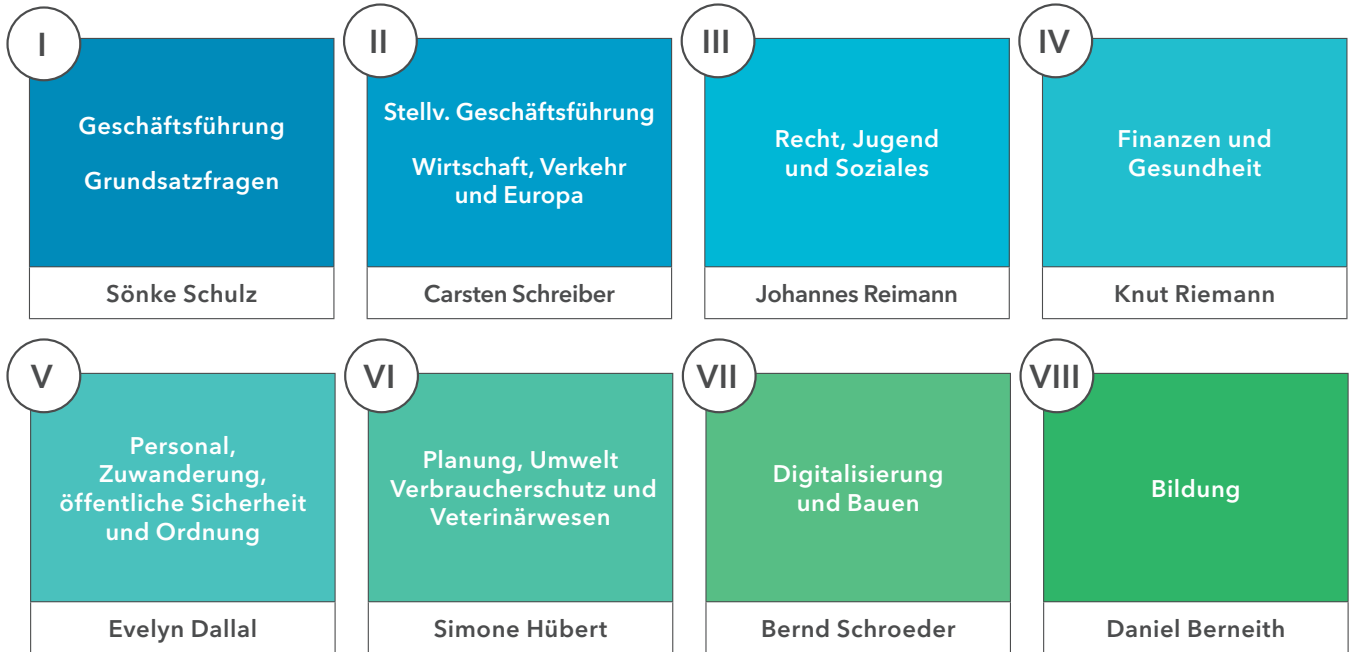 I
Geschäftsführung
Grundsatzfragen
Sönke Schulz
II
Stellv. Geschäftsführung
Wirtschaft, Verkehr
und Europa
Carsten Schreiber
III
Recht, Jugend
und Soziales
Johannes Reimann
IV
Finanzen und
Gesundheit
Knut Riemann
V
Personal,
Zuwanderung,
öffentliche Sicherheit
und Ordnung
Evelyn Dallal
VI
Planung, Umwelt
Verbraucherschutz und
Veterinärwesen
Simone Hübert
VII
Digitalisierung
und Bauen
Bernd Schroeder
VIII
Bildung
Daniel Berneith